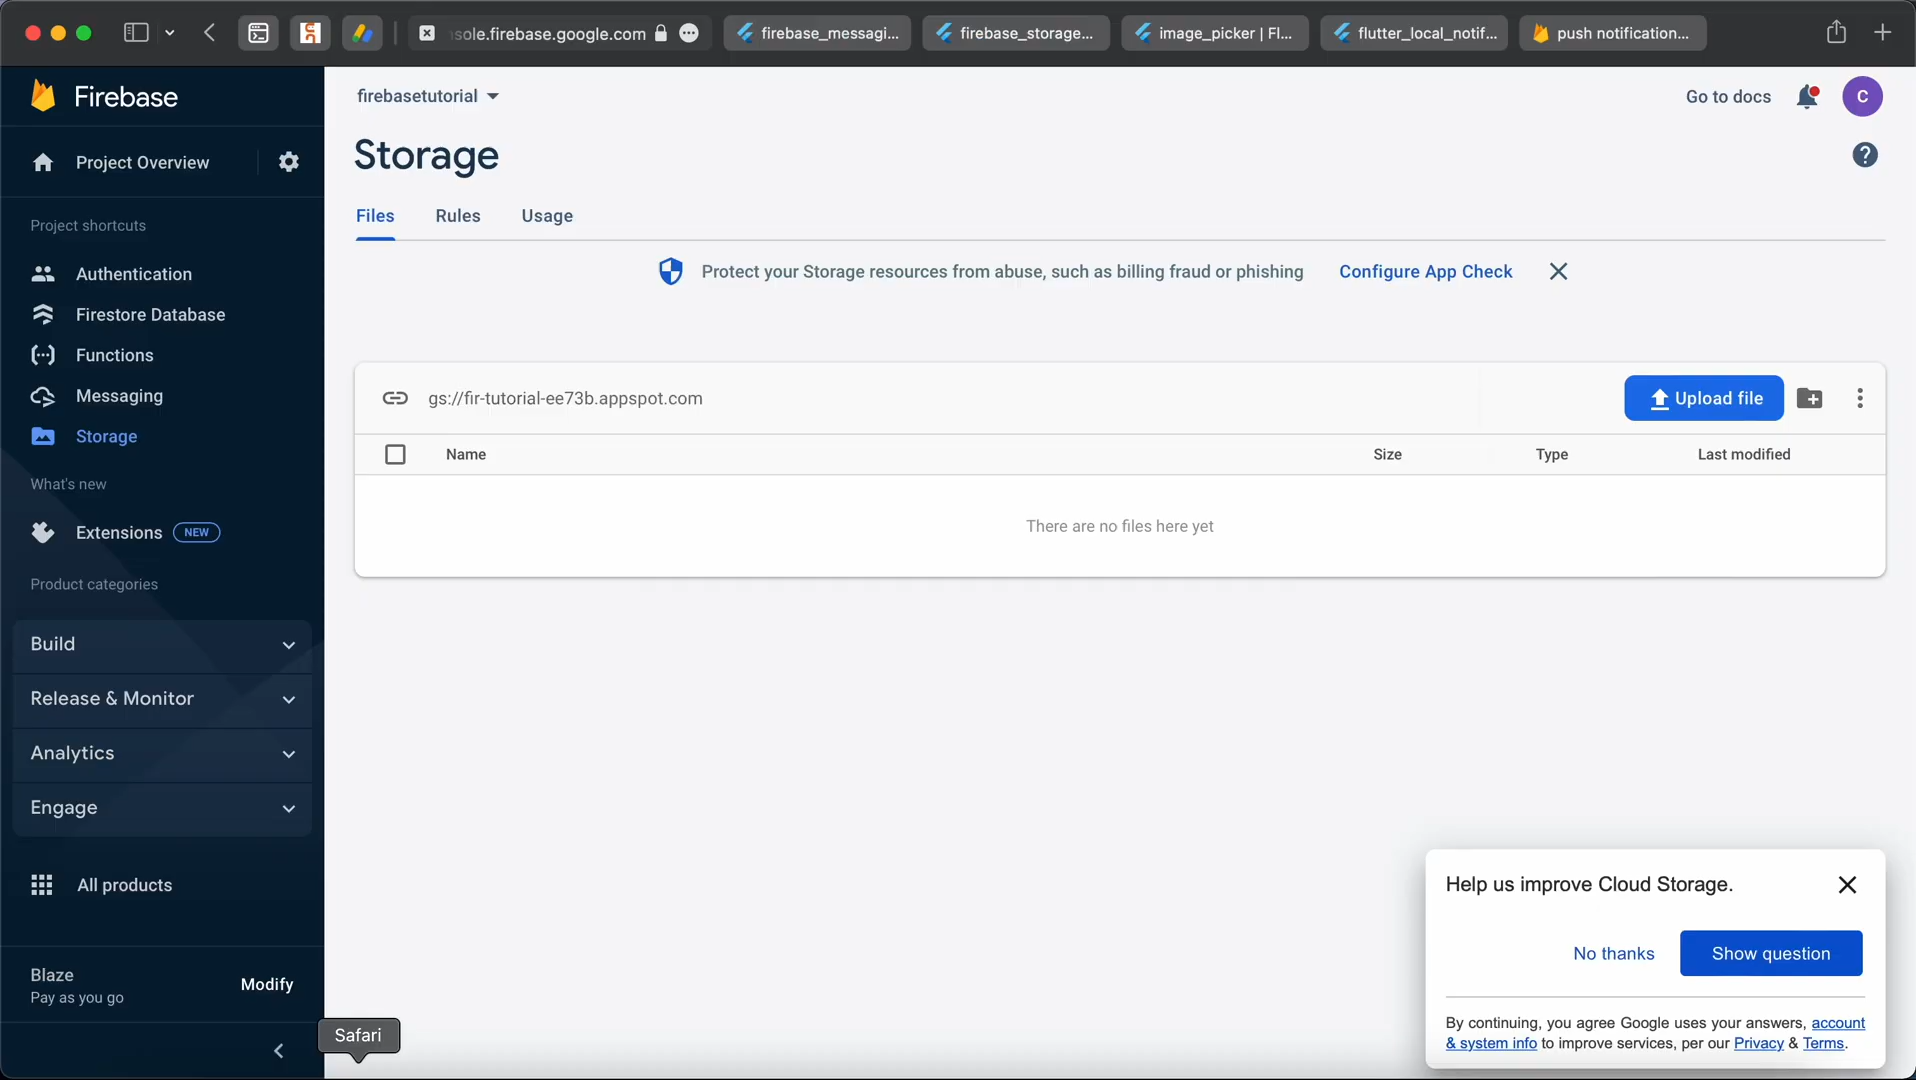 sole.firebase.google.com
firebase_messagi...
firebase_storage...
image_picker | Fl...
flutter_local_notif...
push notification...
Firebase
firebasetutorial
Go to docs
C
Project Overview
Storage
Files
Rules
Usage
Project shortcuts
Protect your Storage resources from abuse, such as billing fraud or phishing
Configure App Check
Authentication
Firestore Database
Functions
Messaging
Storage
gs://fir-tutorial-ee73b.appspot.com
Upload file
Name
Size
Type
Last modified
There are no files here yet
What's new
Extensions
NEW
Product categories
Build
Release & Monitor
Analytics
Engage
All products
Blaze
Pay as you go
Modify
Safari
Help us improve Cloud Storage.
No thanks
Show question
By continuing, you agree Google uses your answers, account
& system info to improve services, per our Privacy & Terms.